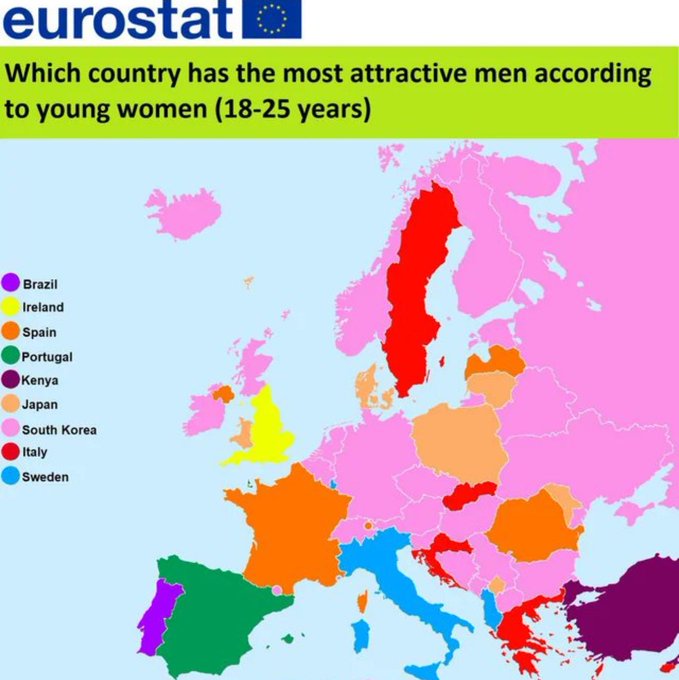 eurostat
Which country has the most attractive men according
to young women (18-25 years)
Brazil
Ireland
Spain
Portugal
Kenya
Japan
South Korea
Italy
Sweden